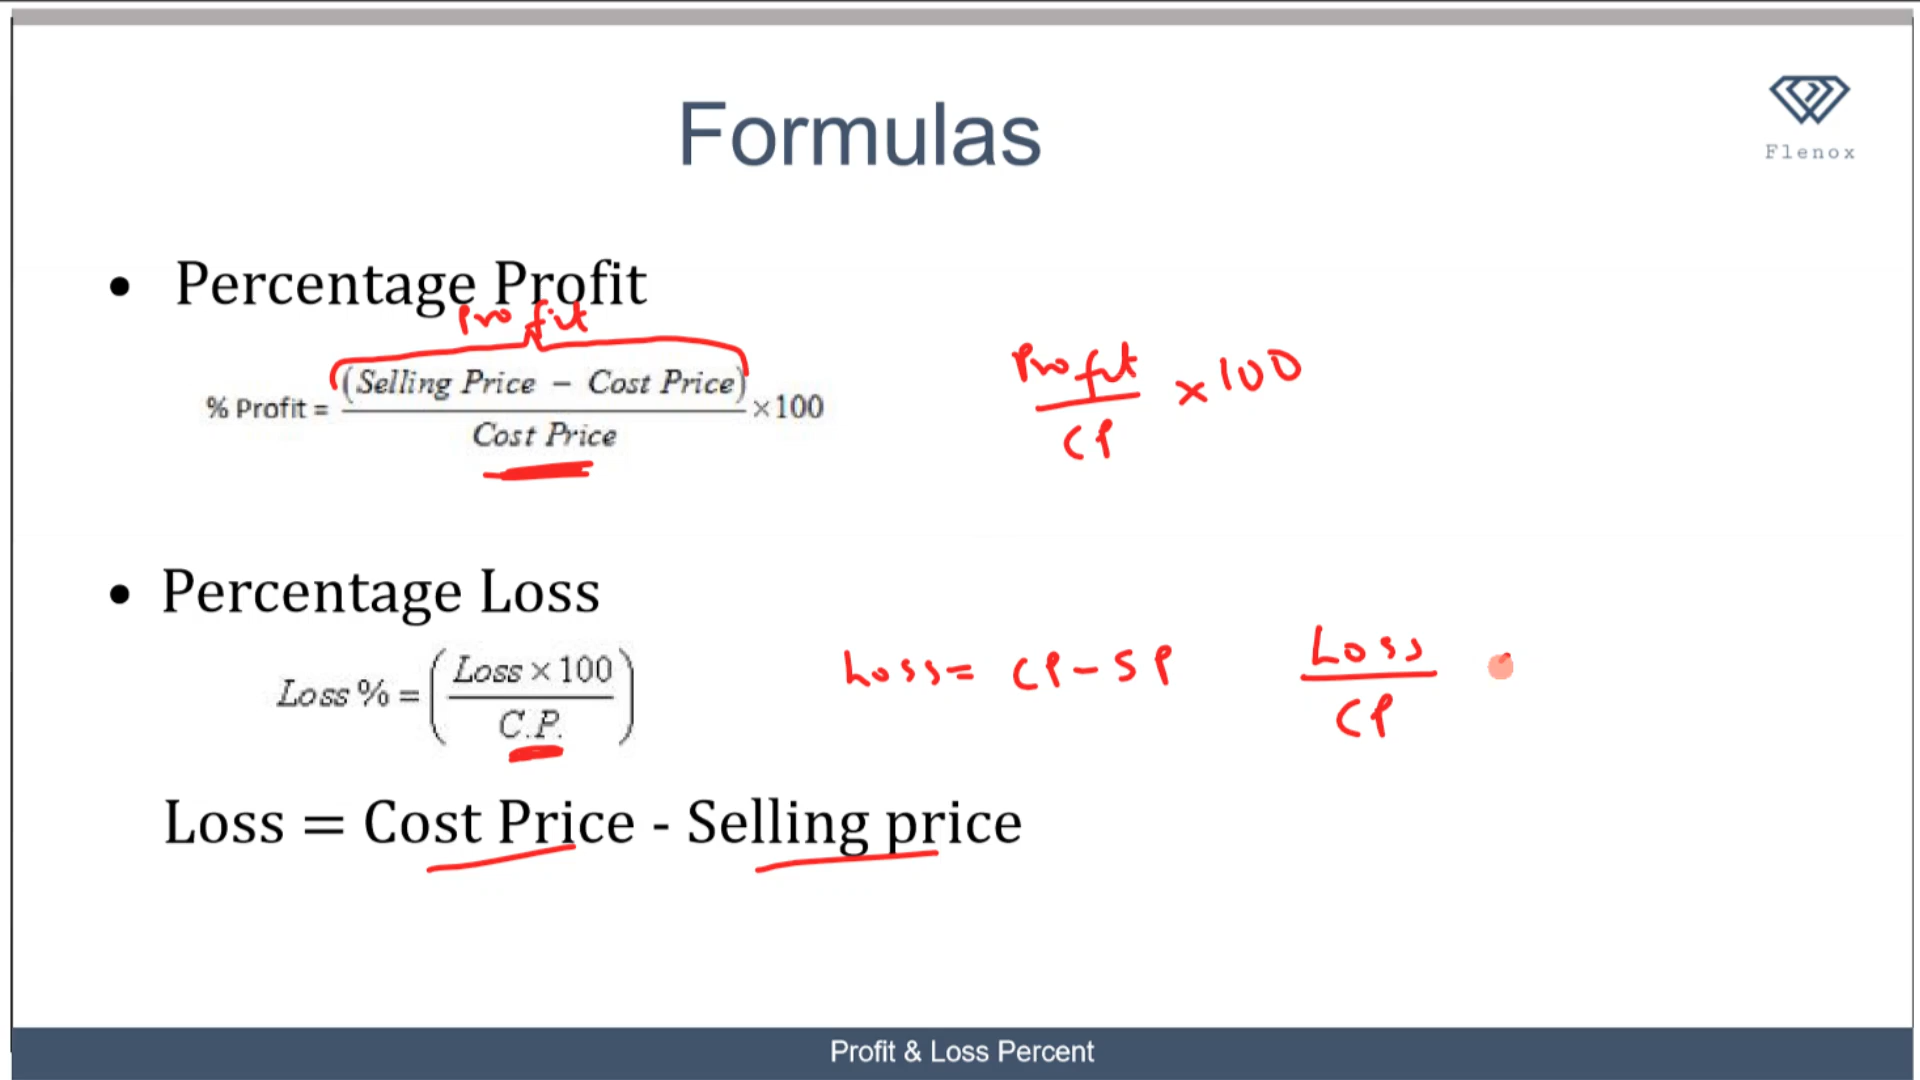 Formulas
Flenox
• Percentage Profit
Profit
% Profit = (Selling Price − Cost Price) / Cost Price ×100
Profit / CP × 100
• Percentage Loss
Loss % = (Loss × 100 / C.P.)
Loss = CP - SP
Loss / CP
Loss = Cost Price - Selling price
Profit & Loss Percent